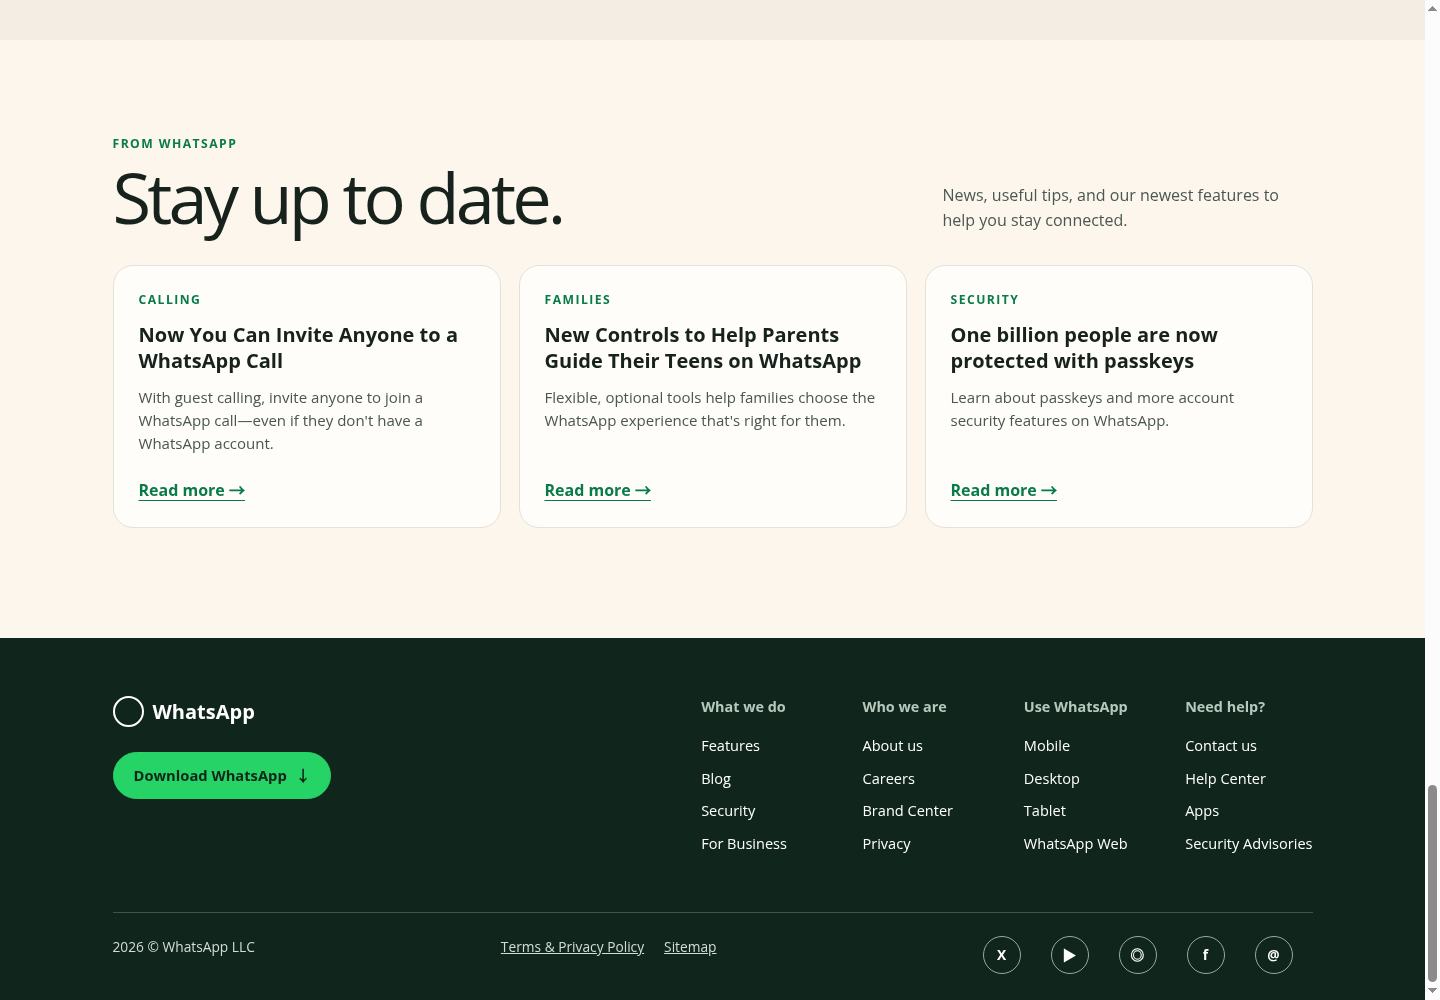 FROM WHATSAPP
Stay up to date.
News, useful tips, and our newest features to
help you stay connected.
CALLING
Now You Can Invite Anyone to a
WhatsApp Call
With guest calling, invite anyone to join a
WhatsApp call—even if they don't have a
WhatsApp account.
Read more →
FAMILIES
New Controls to Help Parents
Guide Their Teens on WhatsApp
Flexible, optional tools help families choose the
WhatsApp experience that's right for them.
Read more →
SECURITY
One billion people are now
protected with passkeys
Learn about passkeys and more account
security features on WhatsApp.
Read more →
WhatsApp
Download WhatsApp ↓
What we do
Features
Blog
Security
For Business
Who we are
About us
Careers
Brand Center
Privacy
Use WhatsApp
Mobile
Desktop
Tablet
WhatsApp Web
Need help?
Contact us
Help Center
Apps
Security Advisories
2026 © WhatsApp LLC
Terms & Privacy Policy Sitemap
X ▶ ◎ f @